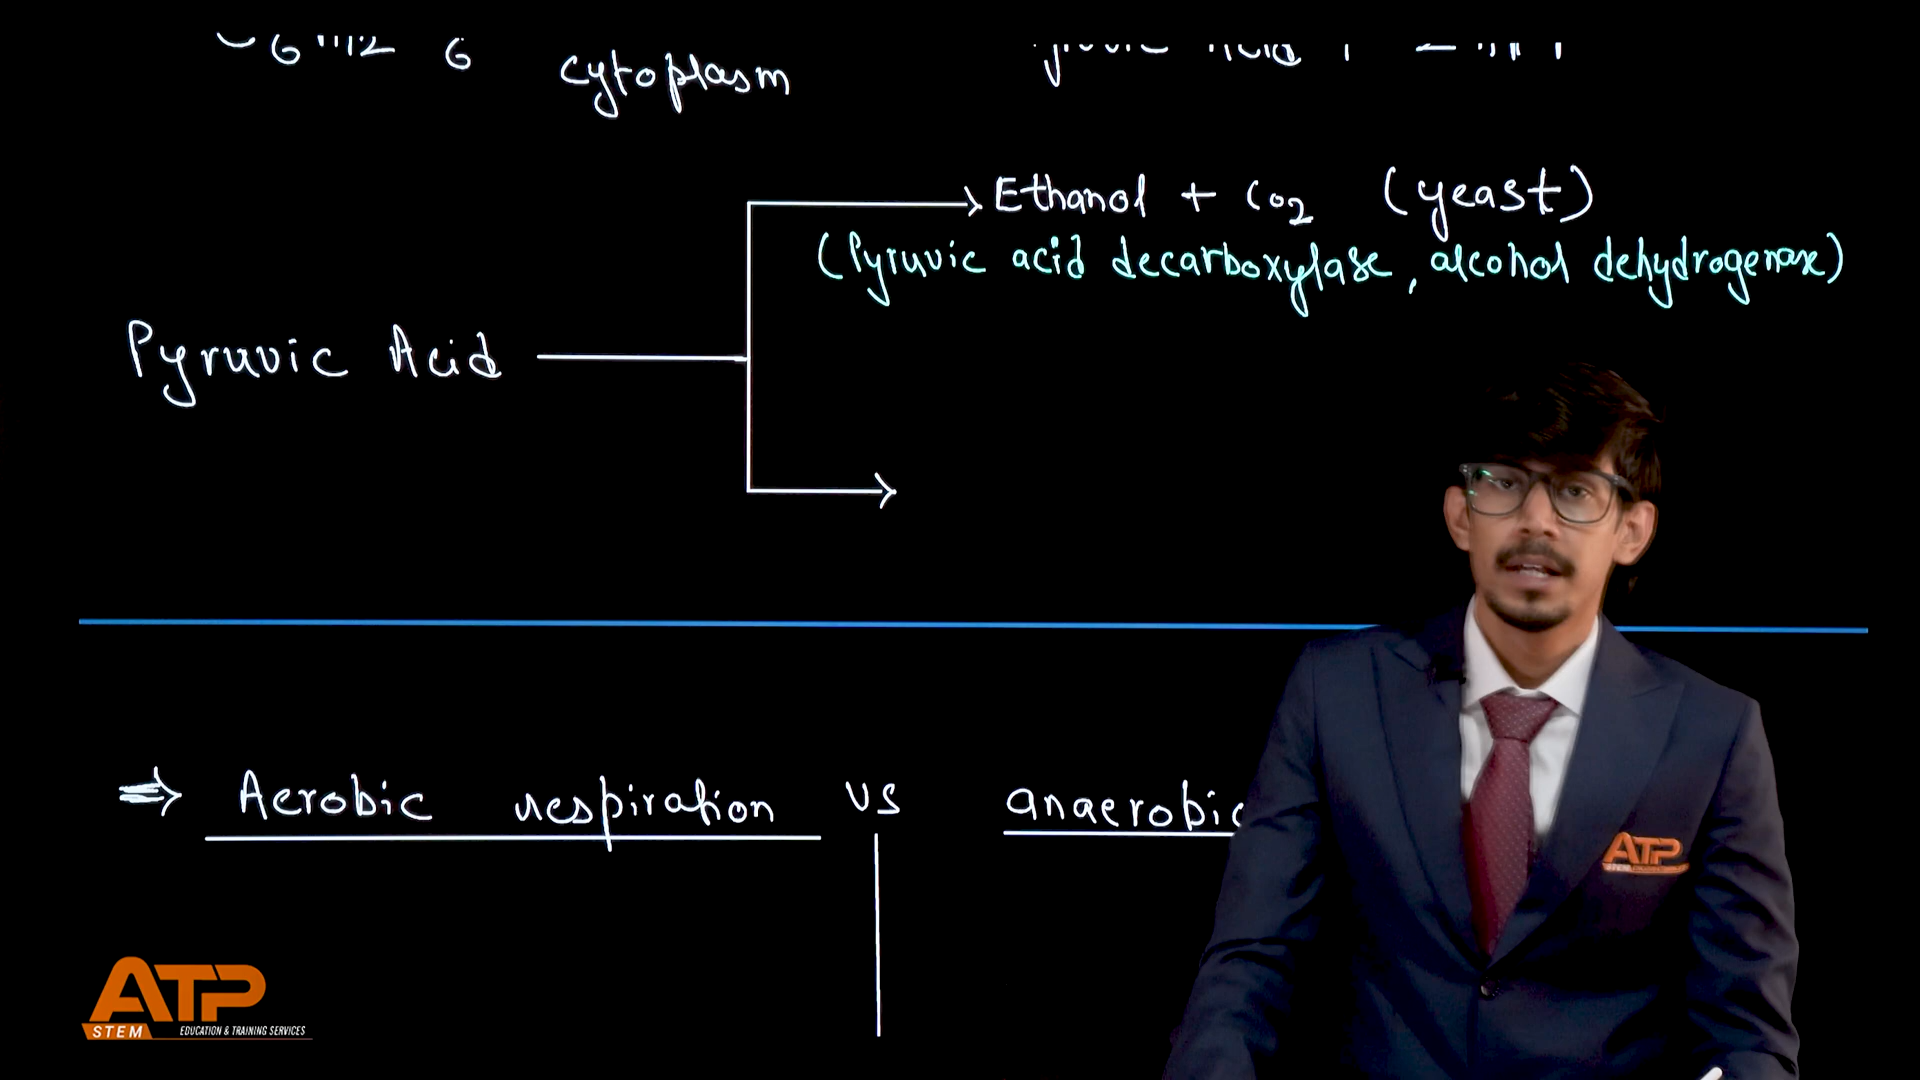 cytoplasm
Ethanol + CO2 (yeast)
(Pyruvic acid decarboxylase, alcohol dehydrogenase)
Pyruvic Acid
⇒ Aerobic respiration vs anaerobic
ATP
ATP
STEM EDUCATION & TRAINING SERVICES